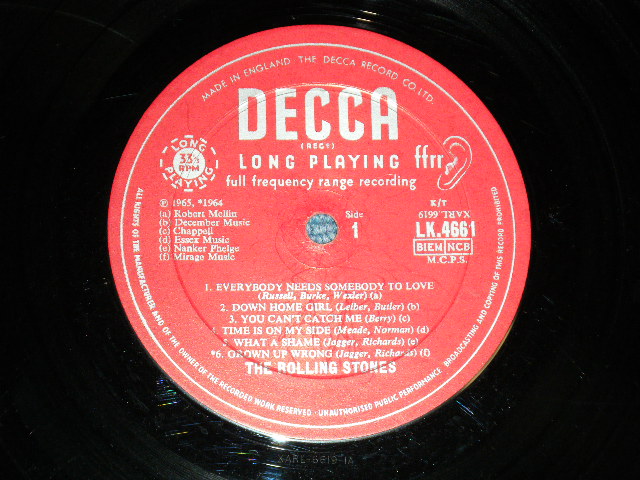 MADE IN ENGLAND THE DECCA RECORD CO LTD.
DECCA
(REGD)
LONG PLAYING ffrr
full frequency range recording
LONG PLAYING
33⅓ RPM
Ⓟ 1965, *1964
(a) Robert Mellin
(b) December Music
(c) Chappell
(d) Essex Music
(e) Nanker Phelge
(f) Mirage Music
Side
1
K/T
XARL.6619
LK.4661
BIEM NCB
M.C.P.S.
1. EVERYBODY NEEDS SOMEBODY TO LOVE
(Russell, Burke, Wexler) (a)
2. DOWN HOME GIRL (Leiber, Butler) (b)
3. YOU CAN'T CATCH ME (Berry) (c)
4. TIME IS ON MY SIDE (Meade, Norman) (d)
5. WHAT A SHAME (Jagger, Richards) (e)
*6. GROWN UP WRONG (Jagger, Richards) (f)
THE ROLLING STONES
ALL RIGHTS OF THE MANUFACTURER AND OF THE OWNER OF THE RECORDED WORK RESERVED · UNAUTHORISED PUBLIC PERFORMANCE, BROADCASTING AND COPYING OF THIS RECORD PROHIBITED